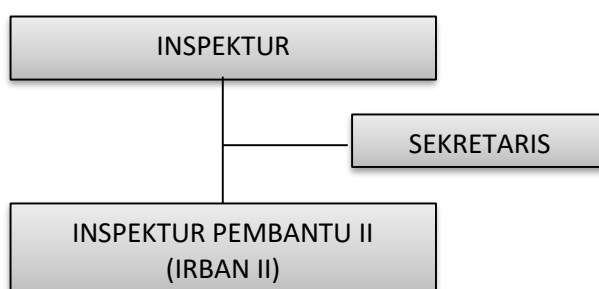 INSPEKTUR
SEKRETARIS
INSPEKTUR PEMBANTU II
(IRBAN II)